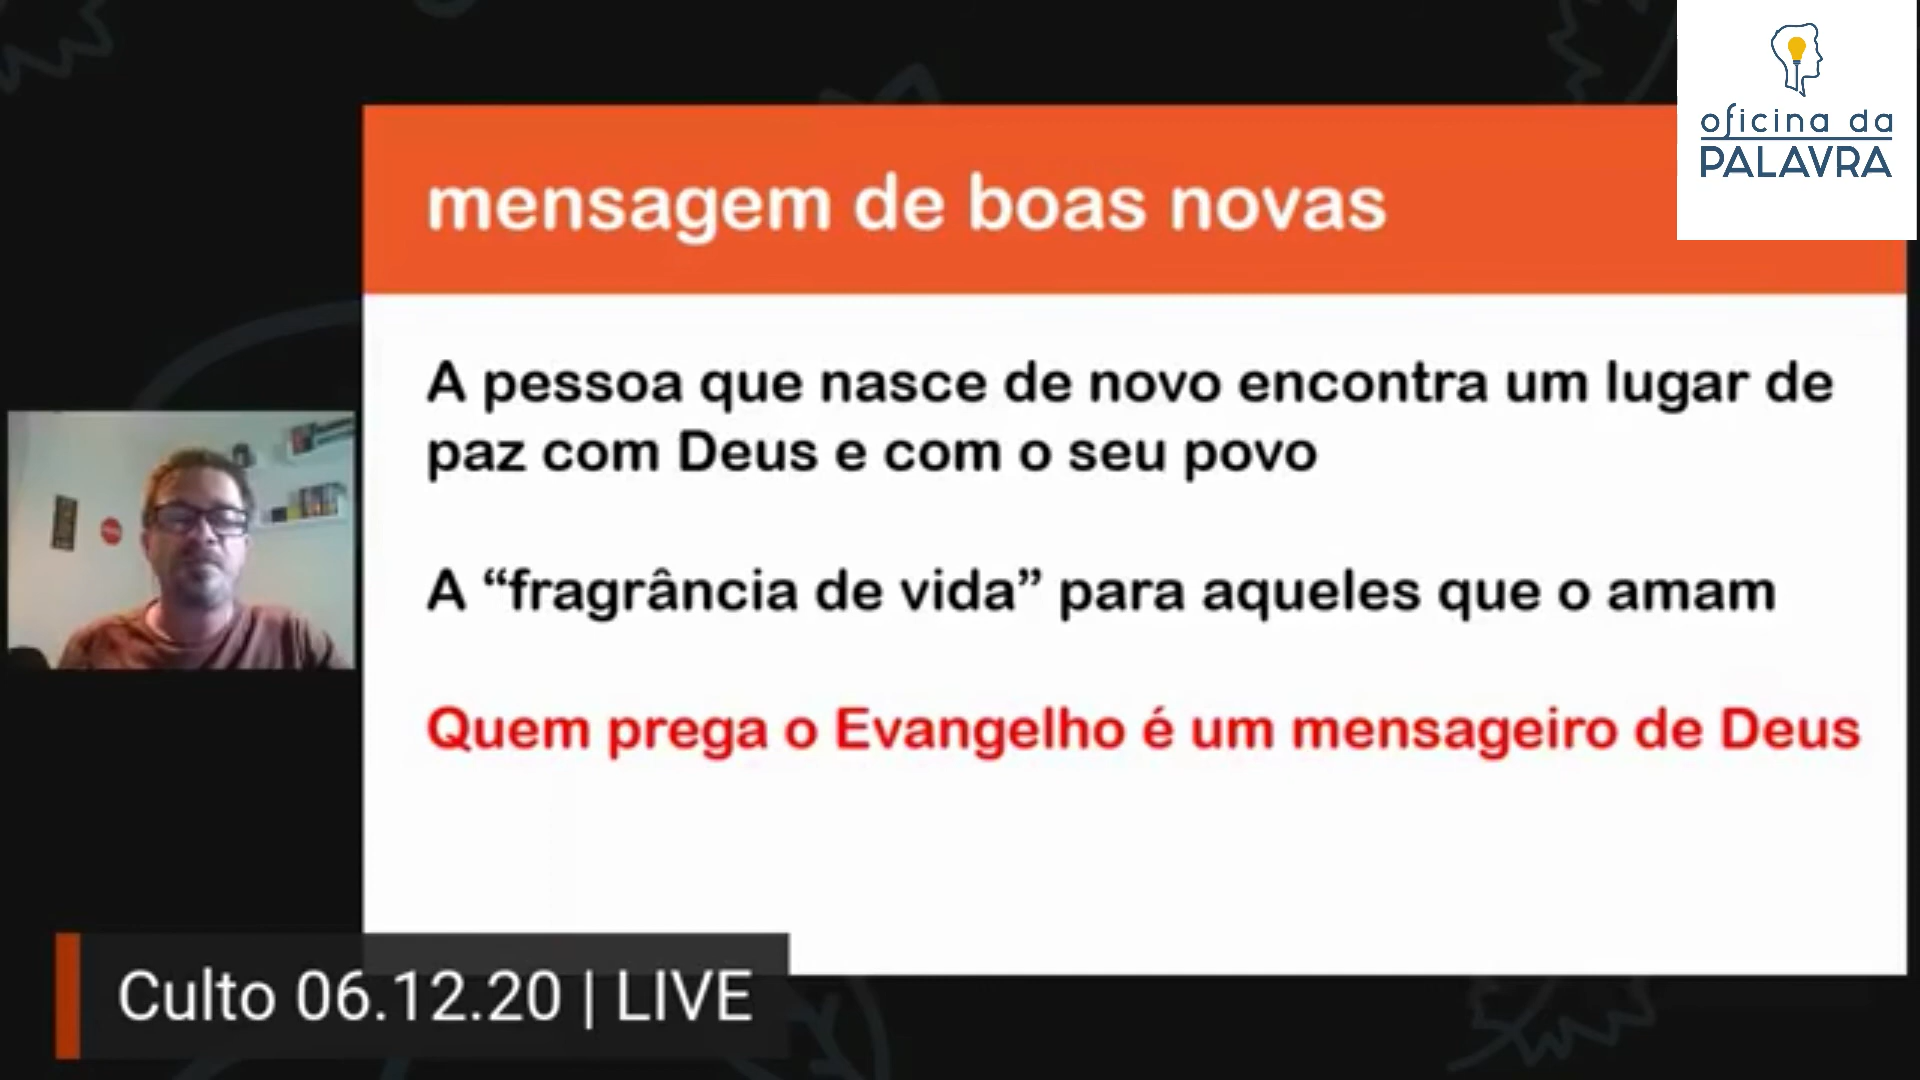 oficina da
PALAVRA
mensagem de boas novas
A pessoa que nasce de novo encontra um lugar de
paz com Deus e com o seu povo
A “fragrância de vida” para aqueles que o amam
Quem prega o Evangelho é um mensageiro de Deus
Culto 06.12.20 | LIVE